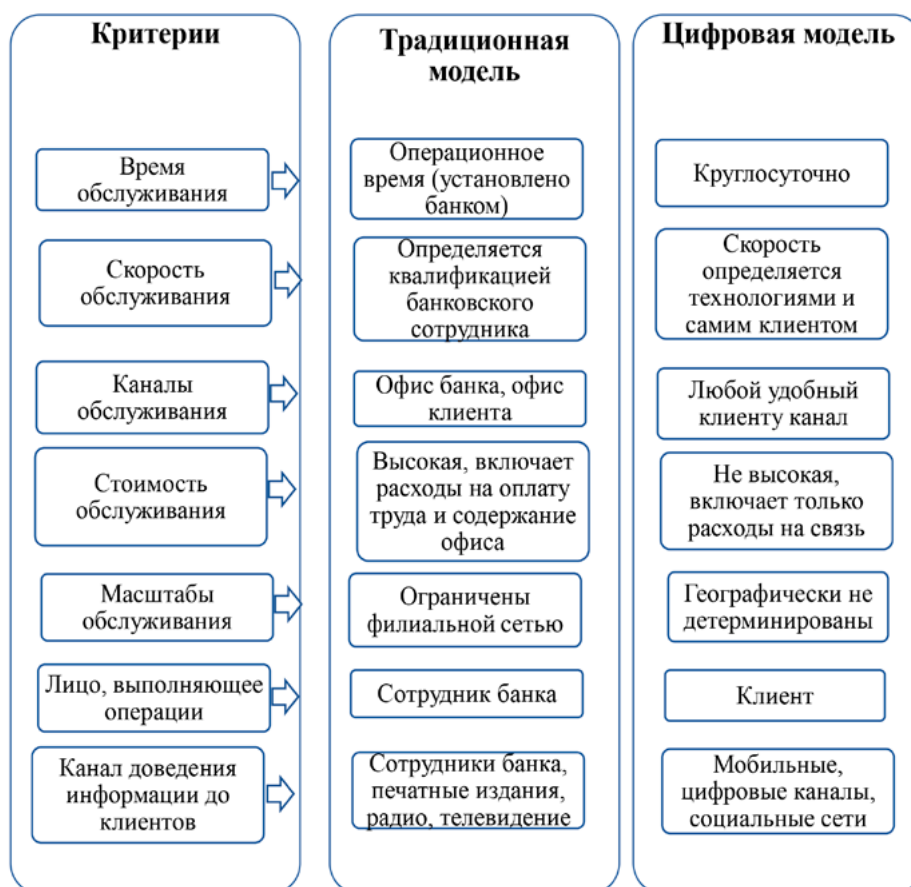 Критерии
Традиционная
модель
Цифровая модель
Время
обслуживания
Операционное
время (установлено
банком)
Круглосуточно
Скорость
обслуживания
Определяется
квалификацией
банковского
сотрудника
Скорость
определяется
технологиями и
самим клиентом
Каналы
обслуживания
Офис банка, офис
клиента
Любой удобный
клиенту канал
Стоимость
обслуживания
Высокая, включает
расходы на оплату
труда и содержание
офиса
Не высокая,
включает только
расходы на связь
Масштабы
обслуживания
Ограничены
филиальной сетью
Географически не
детерминированы
Лицо, выполняющее
операции
Сотрудник банка
Клиент
Канал доведения
информации до
клиентов
Сотрудники банка,
печатные издания,
радио, телевидение
Мобильные,
цифровые каналы,
социальные сети